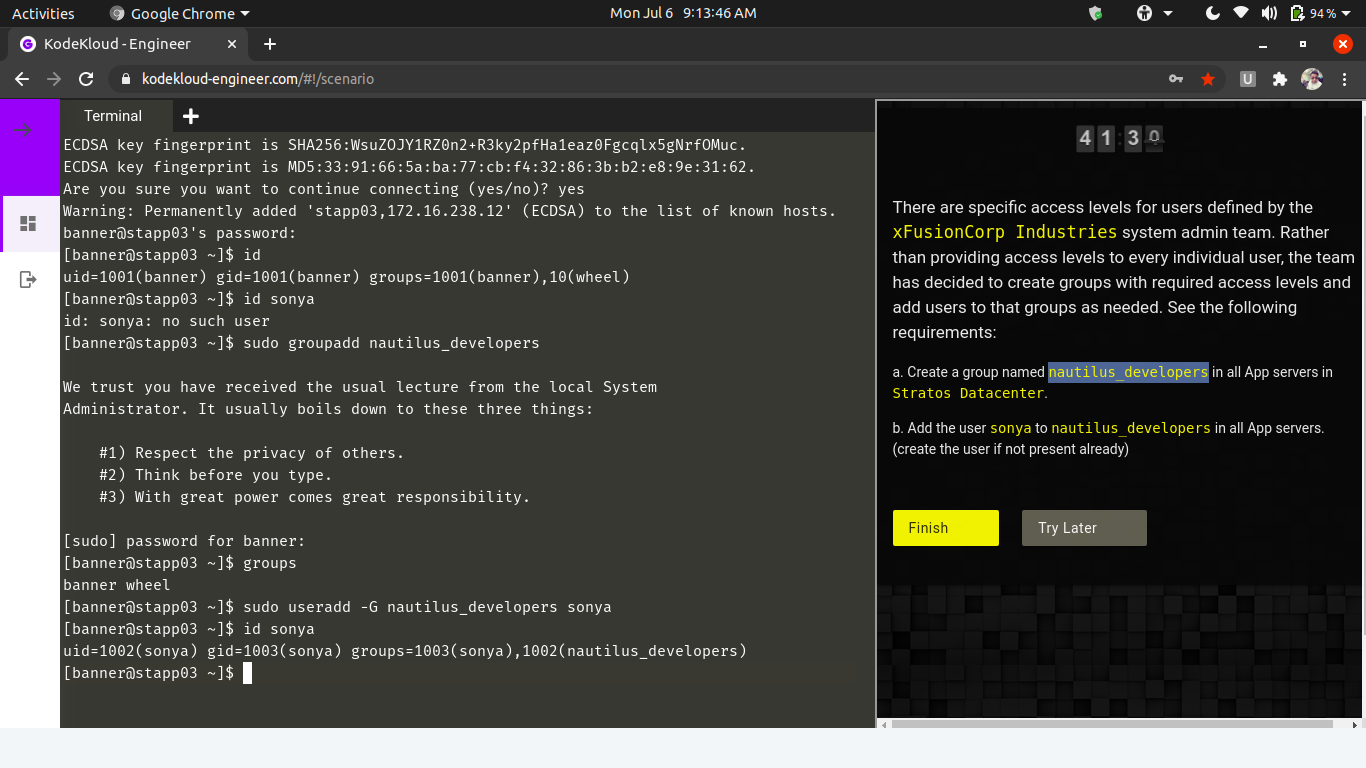 Activities
Google Chrome
Mon Jul 6 9:13:46 AM
94 %
KodeKloud - Engineer
kodekloud-engineer.com/#!/scenario
U
Terminal
ECDSA key fingerprint is SHA256:WsuZOJY1RZ0n2+R3ky2pfHa1eaz0Fgcqlx5gNrfOMuc.
ECDSA key fingerprint is MD5:33:91:66:5a:ba:77:cb:f4:32:86:3b:b2:e8:9e:31:62.
Are you sure you want to continue connecting (yes/no)? yes
Warning: Permanently added 'stapp03,172.16.238.12' (ECDSA) to the list of known hosts.
banner@stapp03's password:
[banner@stapp03 ~]$ id
uid=1001(banner) gid=1001(banner) groups=1001(banner),10(wheel)
[banner@stapp03 ~]$ id sonya
id: sonya: no such user
[banner@stapp03 ~]$ sudo groupadd nautilus_developers
We trust you have received the usual lecture from the local System
Administrator. It usually boils down to these three things:
#1) Respect the privacy of others.
#2) Think before you type.
#3) With great power comes great responsibility.
[sudo] password for banner:
[banner@stapp03 ~]$ groups
banner wheel
[banner@stapp03 ~]$ sudo useradd -G nautilus_developers sonya
[banner@stapp03 ~]$ id sonya
uid=1002(sonya) gid=1003(sonya) groups=1003(sonya),1002(nautilus_developers)
[banner@stapp03 ~]$
41:3
There are specific access levels for users defined by the
xFusionCorp Industries system admin team. Rather
than providing access levels to every individual user, the team
has decided to create groups with required access levels and
add users to that groups as needed. See the following
requirements:
a. Create a group named nautilus_developers in all App servers in
Stratos Datacenter.
b. Add the user sonya to nautilus_developers in all App servers.
(create the user if not present already)
Finish
Try Later